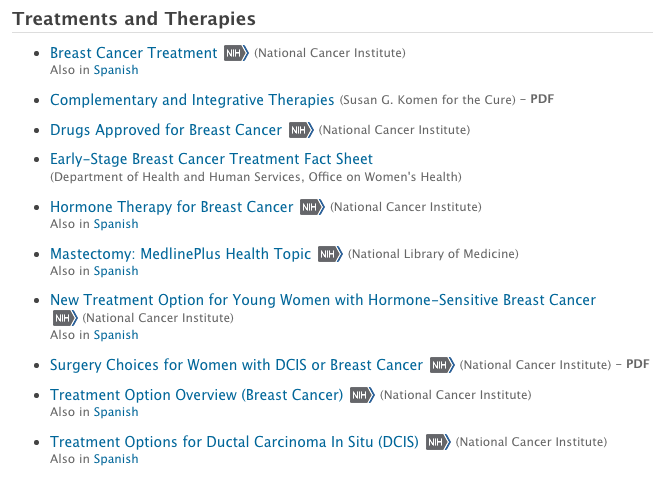 Treatments and Therapies
Breast Cancer Treatment NIH (National Cancer Institute)
Also in Spanish
Complementary and Integrative Therapies (Susan G. Komen for the Cure) – PDF
Drugs Approved for Breast Cancer NIH (National Cancer Institute)
Early-Stage Breast Cancer Treatment Fact Sheet
(Department of Health and Human Services, Office on Women's Health)
Hormone Therapy for Breast Cancer NIH (National Cancer Institute)
Also in Spanish
Mastectomy: MedlinePlus Health Topic NIH (National Library of Medicine)
Also in Spanish
New Treatment Option for Young Women with Hormone-Sensitive Breast Cancer
NIH (National Cancer Institute)
Also in Spanish
Surgery Choices for Women with DCIS or Breast Cancer NIH (National Cancer Institute) – PDF
Treatment Option Overview (Breast Cancer) NIH (National Cancer Institute)
Also in Spanish
Treatment Options for Ductal Carcinoma In Situ (DCIS) NIH (National Cancer Institute)
Also in Spanish